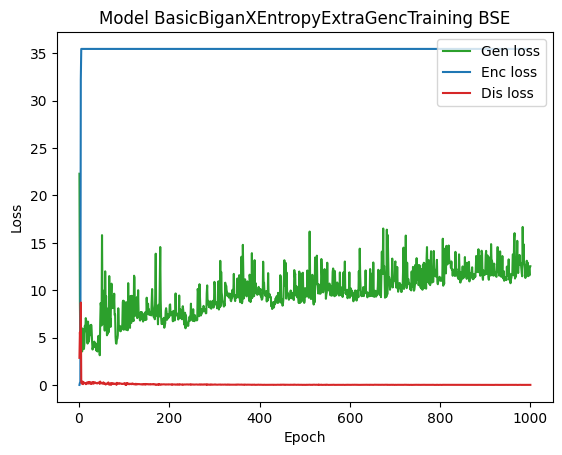 Model BasicBiganXEntropyExtraGencTraining BSE
Gen loss
Enc loss
Dis loss
35
30
25
20
15
10
5
0
Loss
0
200
400
600
800
1000
Epoch